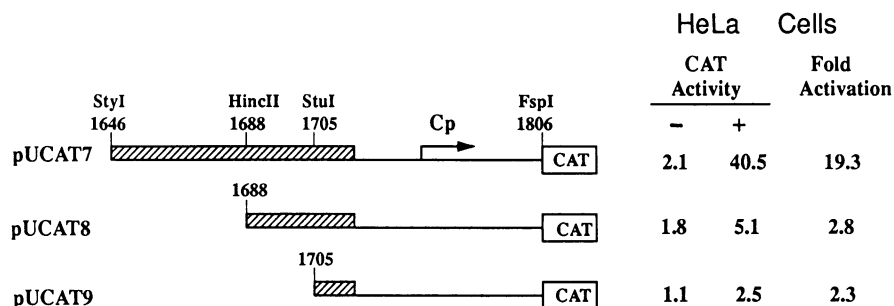 HeLa Cells
CAT Activity Fold Activation
StyI HincII StuI FspI
1646 1688 1705 Cp 1806 − +
pUCAT7 CAT 2.1 40.5 19.3
1688
pUCAT8 CAT 1.8 5.1 2.8
1705
pUCAT9 CAT 1.1 2.5 2.3